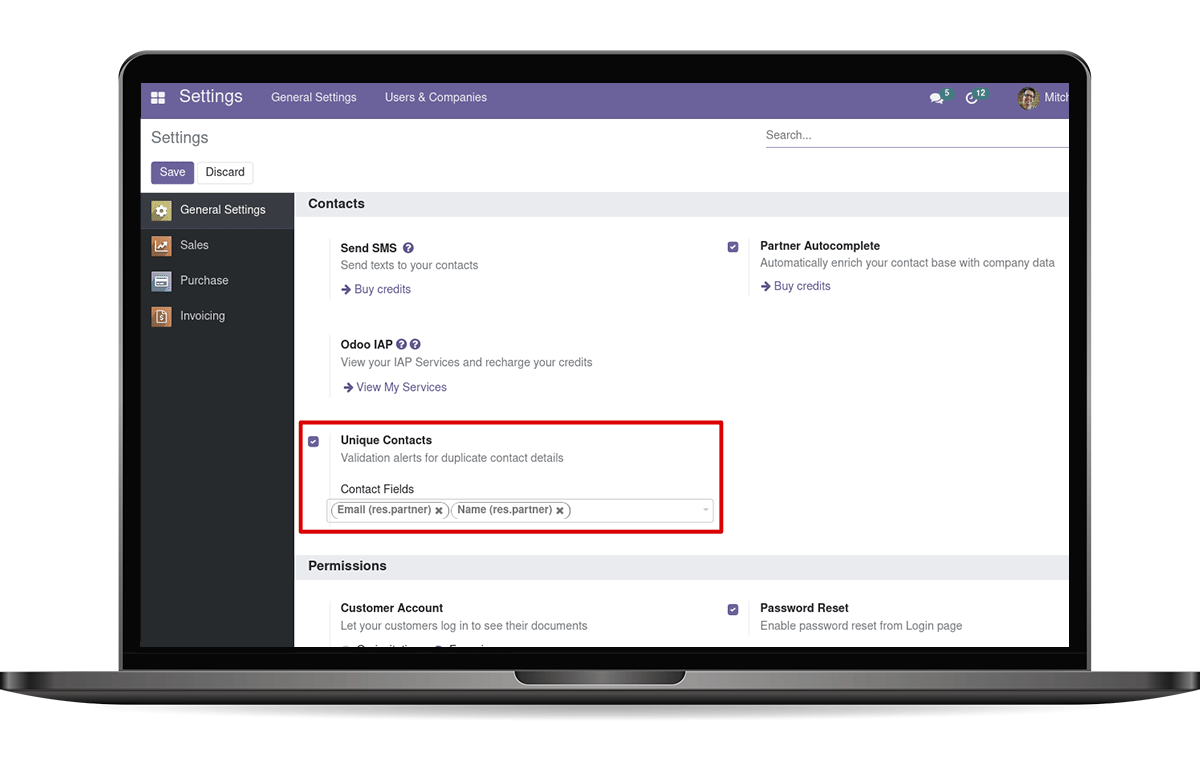 Settings General Settings Users & Companies 5 12 Mitch
Settings
Search...
Save Discard
General Settings
Sales
Purchase
Invoicing
Contacts
Send SMS
Send texts to your contacts
Buy credits
Partner Autocomplete
Automatically enrich your contact base with company data
Buy credits
Odoo IAP
View your IAP Services and recharge your credits
View My Services
Unique Contacts
Validation alerts for duplicate contact details
Contact Fields
Email (res.partner) Name (res.partner)
Permissions
Customer Account
Let your customers log in to see their documents
Password Reset
Enable password reset from Login page